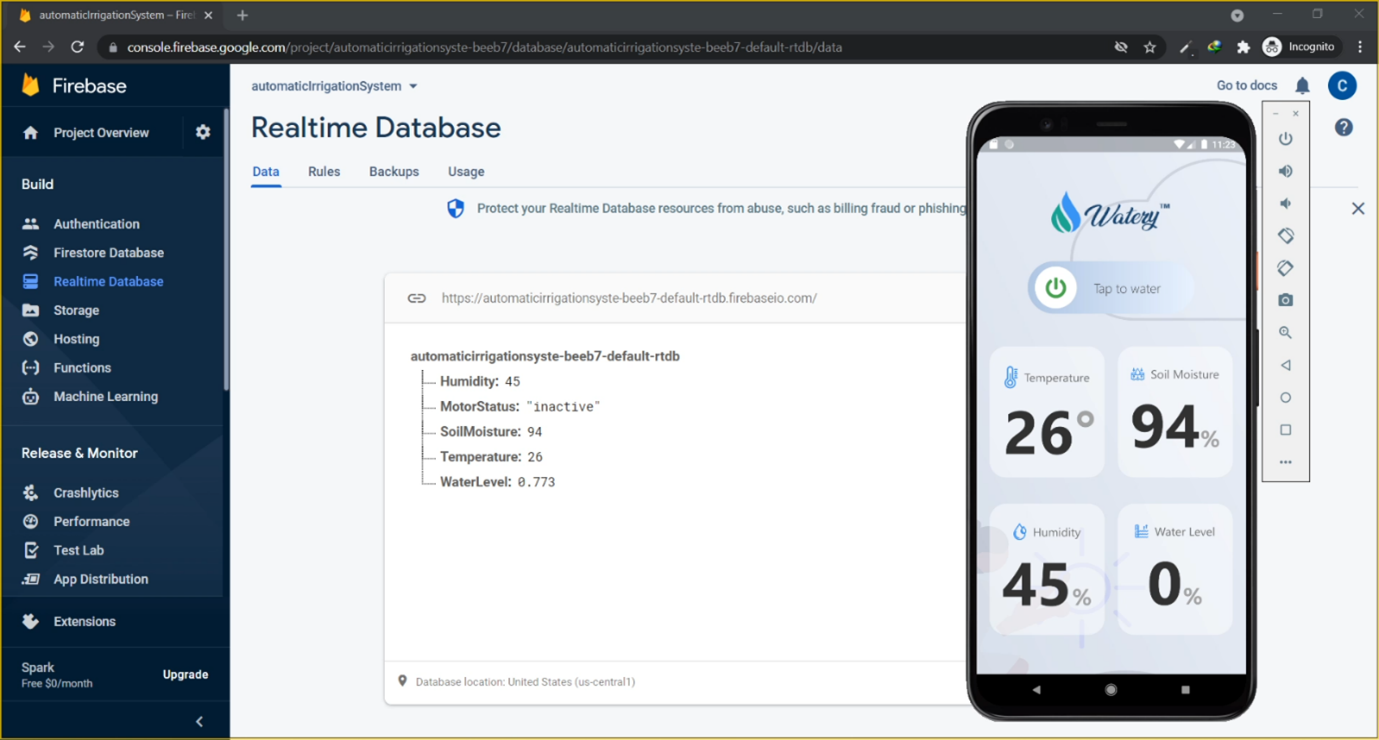 automaticIrrigationSystem – Fire
console.firebase.google.com/project/automaticirrigationsyste-beeb7/database/automaticirrigationsyste-beeb7-default-rtdb/data
Incognito
Firebase
Project Overview
Build
Authentication
Firestore Database
Realtime Database
Storage
Hosting
Functions
Machine Learning
Release & Monitor
Crashlytics
Performance
Test Lab
App Distribution
Extensions
Spark
Free $0/month
Upgrade
automaticIrrigationSystem
Go to docs
C
Realtime Database
Data Rules Backups Usage
Protect your Realtime Database resources from abuse, such as billing fraud or phishing
https://automaticirrigationsyste-beeb7-default-rtdb.firebaseio.com/
automaticirrigationsyste-beeb7-default-rtdb
Humidity: 45
MotorStatus: "inactive"
SoilMoisture: 94
Temperature: 26
WaterLevel: 0.773
Database location: United States (us-central1)
11:23
Watery™
Tap to water
Temperature
26°
Soil Moisture
94%
Humidity
45%
Water Level
0%